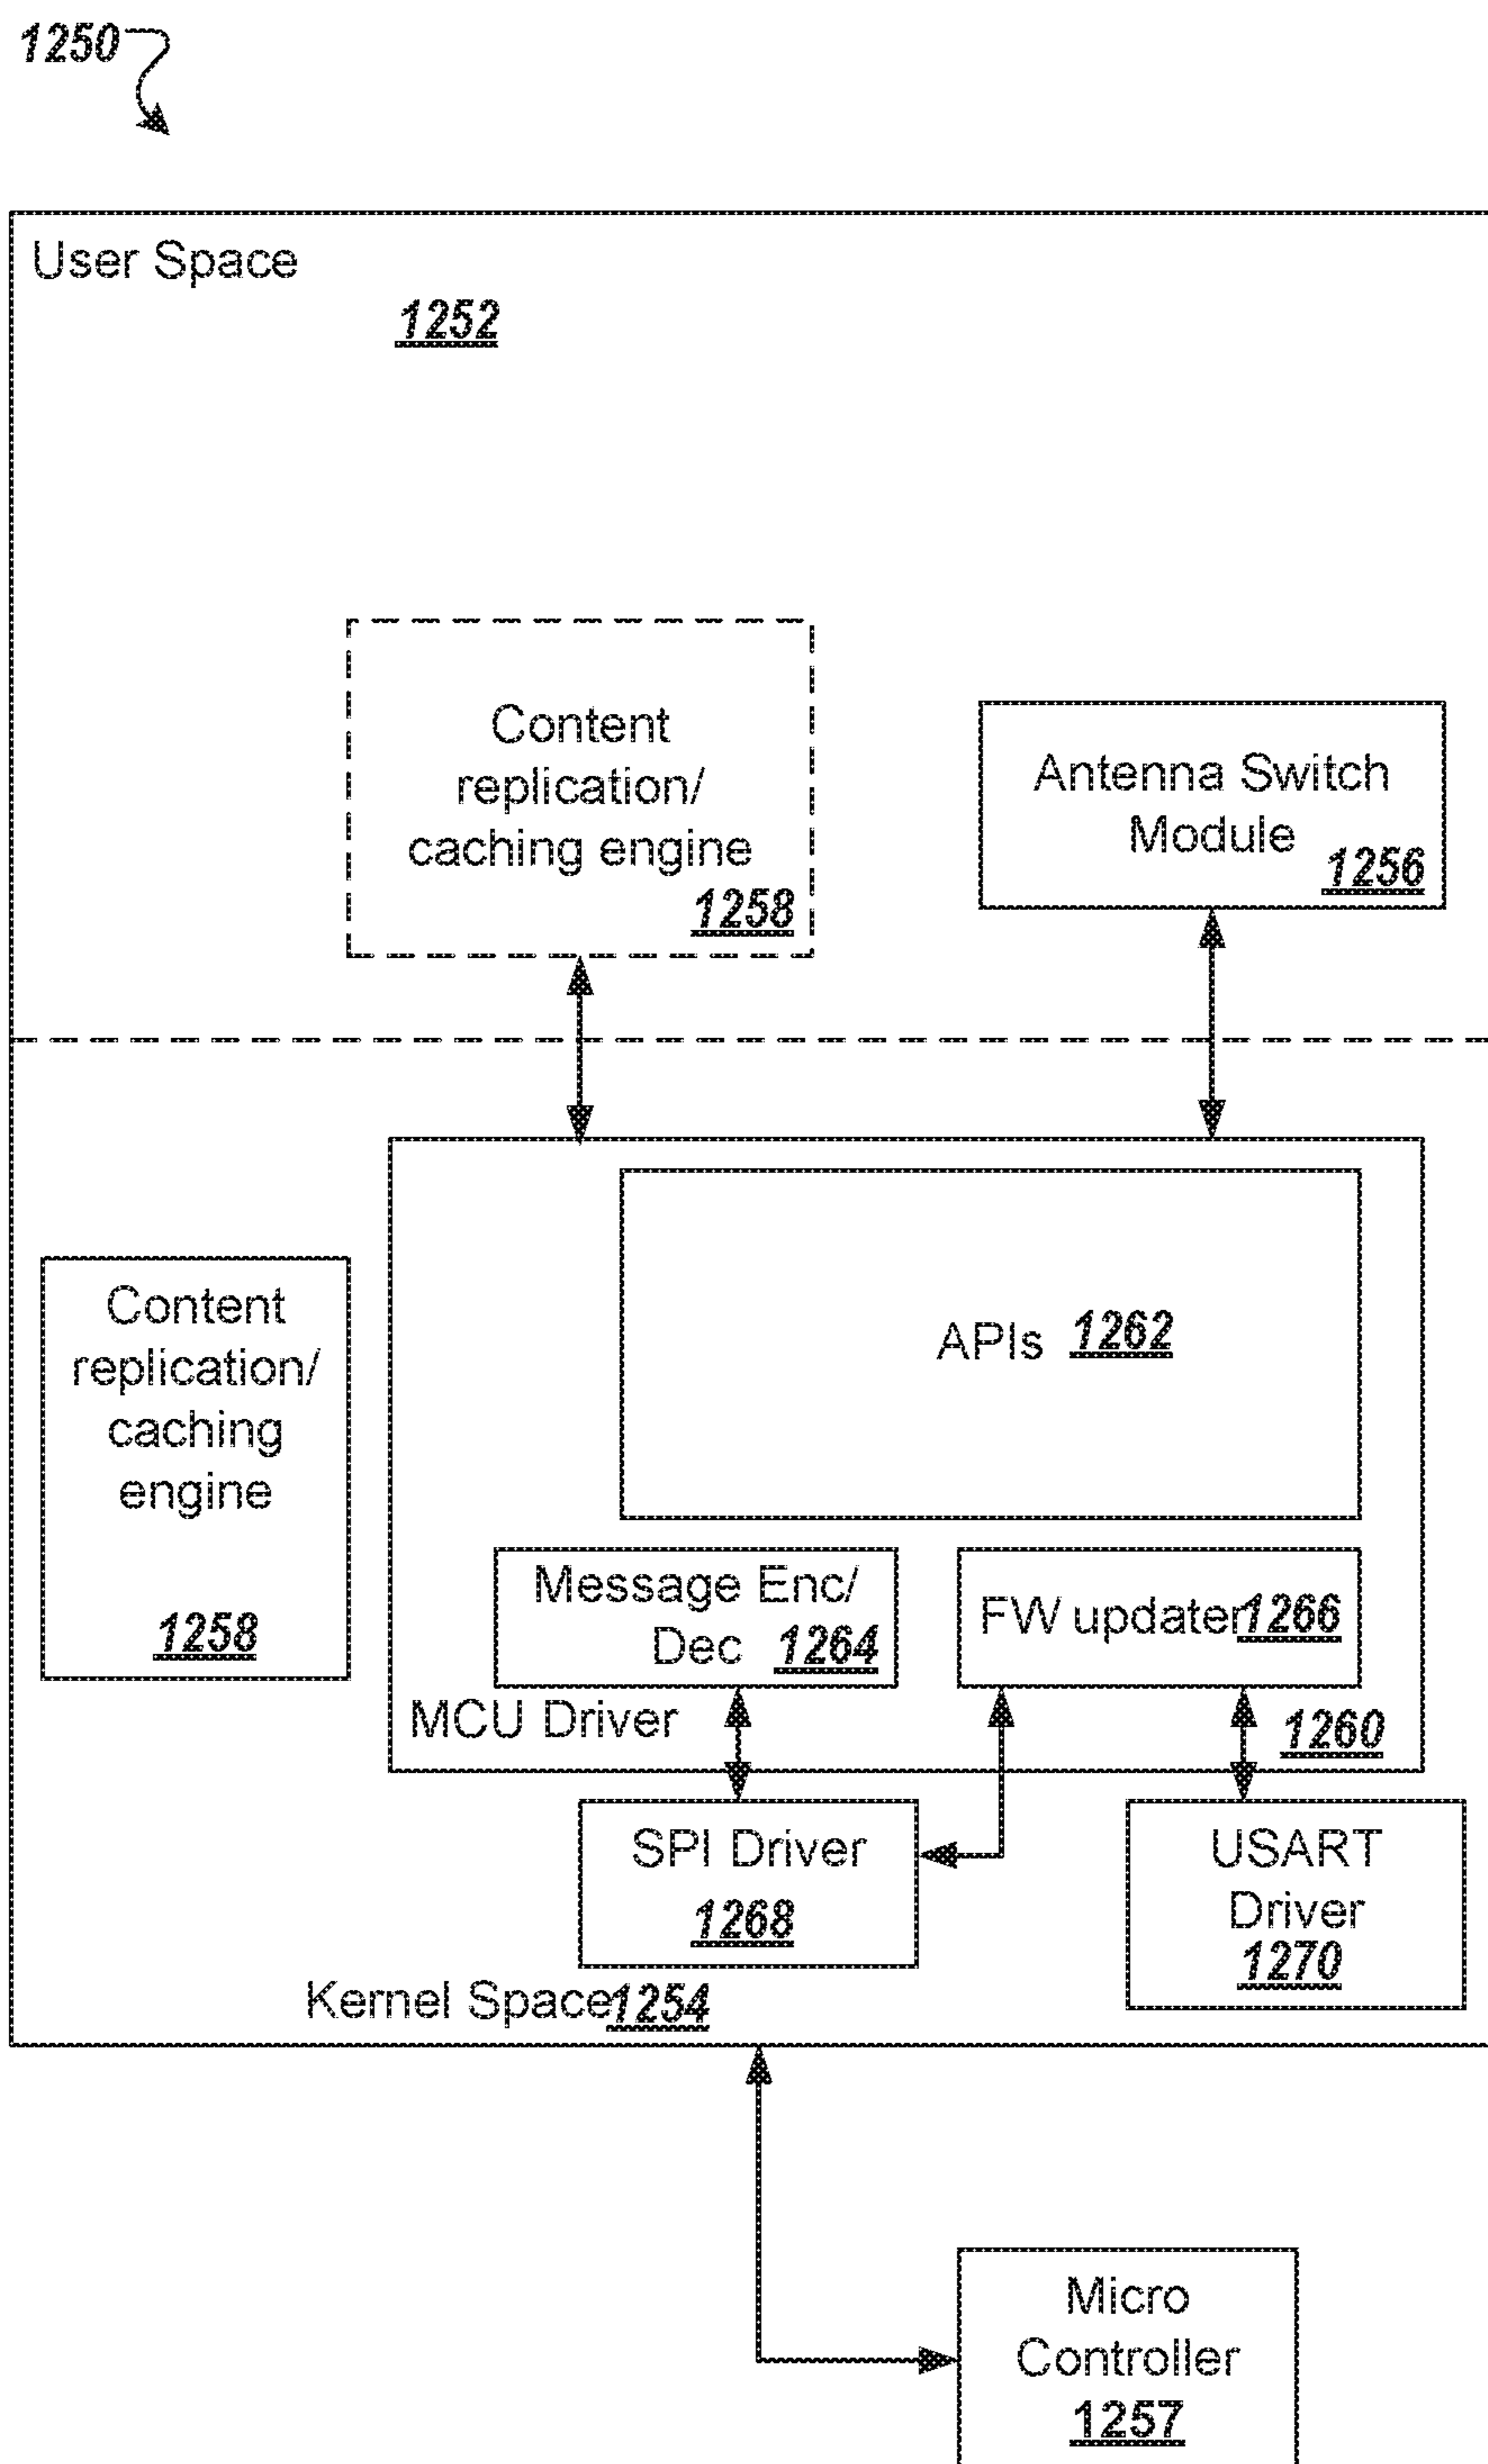 1250
User Space
1252
Content
replication/
caching engine
1258
Antenna Switch
Module
1256
Content
replication/
caching
engine
1258
APIs 1262
Message Enc/
Dec 1264
FW updater 1266
MCU Driver
1260
SPI Driver
1268
USART
Driver
1270
Kernel Space 1254
Micro
Controller
1257